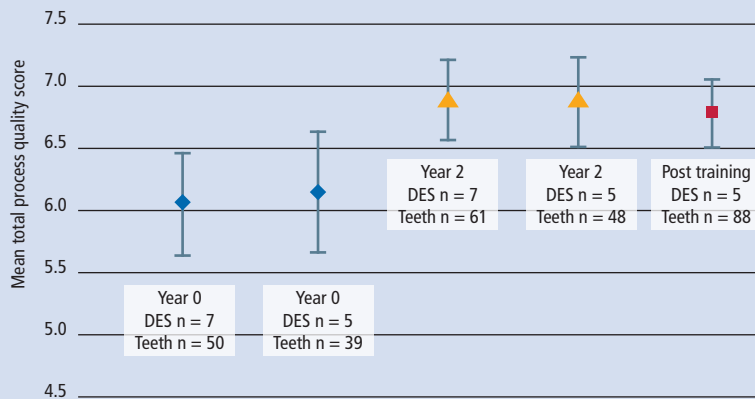 Mean total process quality score
7.5
7.0
6.5
6.0
5.5
5.0
4.5
Year 0
DES n = 7
Teeth n = 50
Year 0
DES n = 5
Teeth n = 39
Year 2
DES n = 7
Teeth n = 61
Year 2
DES n = 5
Teeth n = 48
Post training
DES n = 5
Teeth n = 88